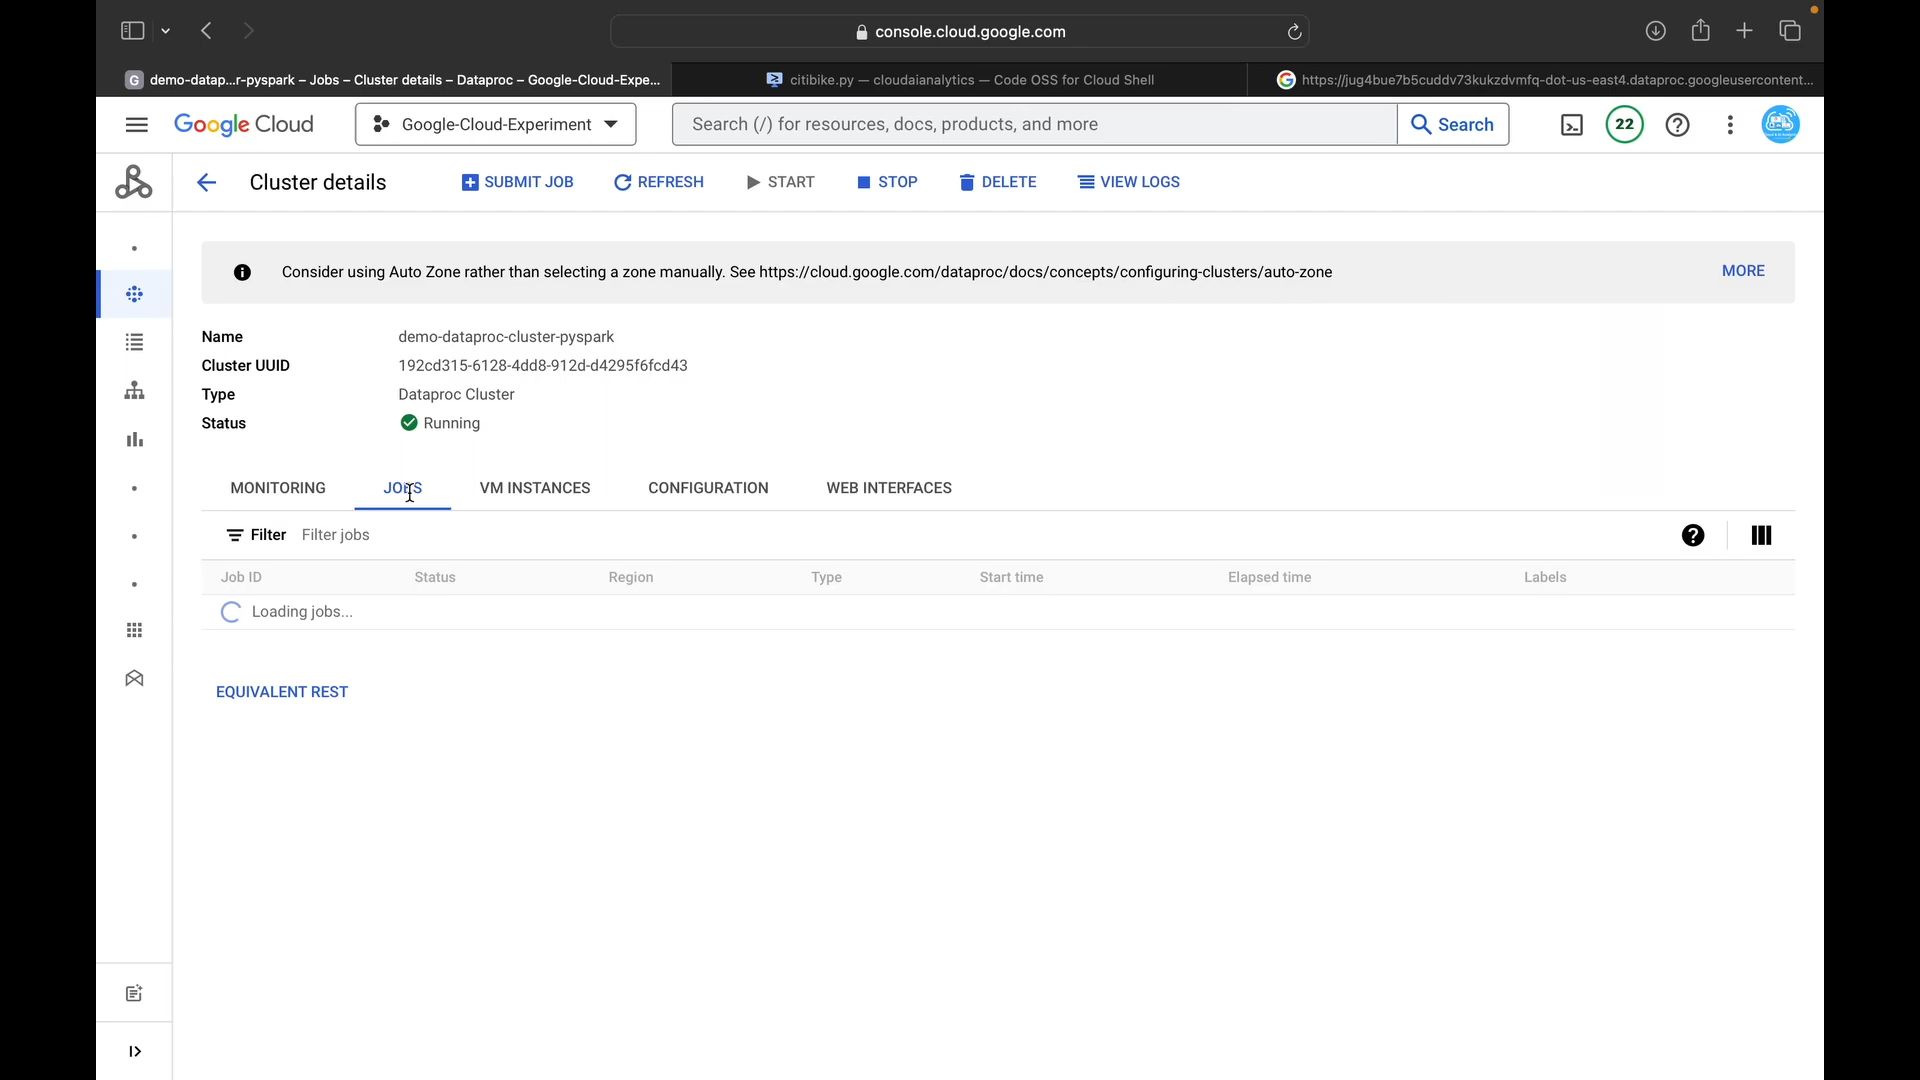 console.cloud.google.com
G demo-datap...r-pyspark – Jobs – Cluster details – Dataproc – Google-Cloud-Expe...
citibike.py — cloudaianalytics — Code OSS for Cloud Shell
https://jug4bue7b5cuddv73kukzdvmfq-dot-us-east4.dataproc.googleusercontent...
Google Cloud
Google-Cloud-Experiment
Search (/) for resources, docs, products, and more
Search
22
Cluster details
SUBMIT JOB
REFRESH
START
STOP
DELETE
VIEW LOGS
Consider using Auto Zone rather than selecting a zone manually. See https://cloud.google.com/dataproc/docs/concepts/configuring-clusters/auto-zone
MORE
Name demo-dataproc-cluster-pyspark
Cluster UUID 192cd315-6128-4dd8-912d-d4295f6fcd43
Type Dataproc Cluster
Status Running
MONITORING
JOBS
VM INSTANCES
CONFIGURATION
WEB INTERFACES
Filter Filter jobs
Job ID Status Region Type Start time Elapsed time Labels
Loading jobs...
EQUIVALENT REST